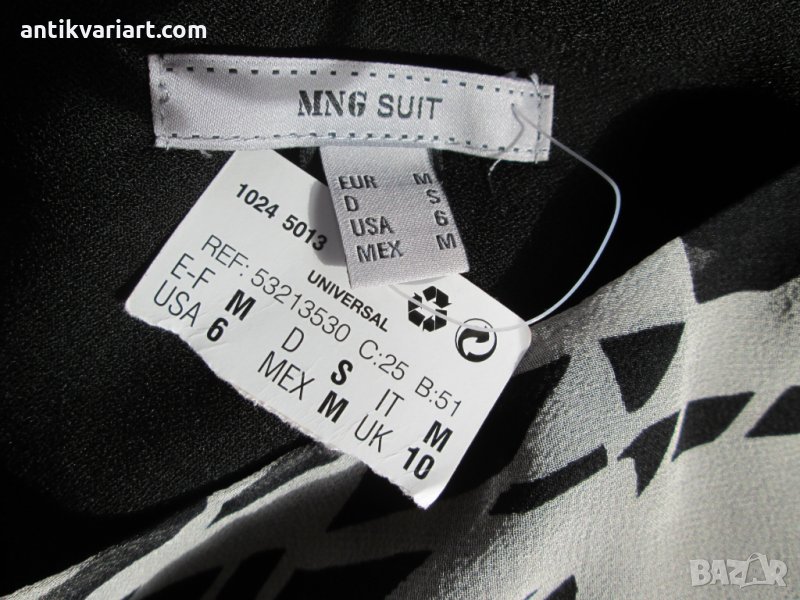 antikvariart.com
MNG SUIT
EUR M
D S
USA 6
MEX M
1024 5013
UNIVERSAL
REF: 53213530 C:25 B:51
E-F M D S IT M
USA 6 MEX M UK 10
BAZAR